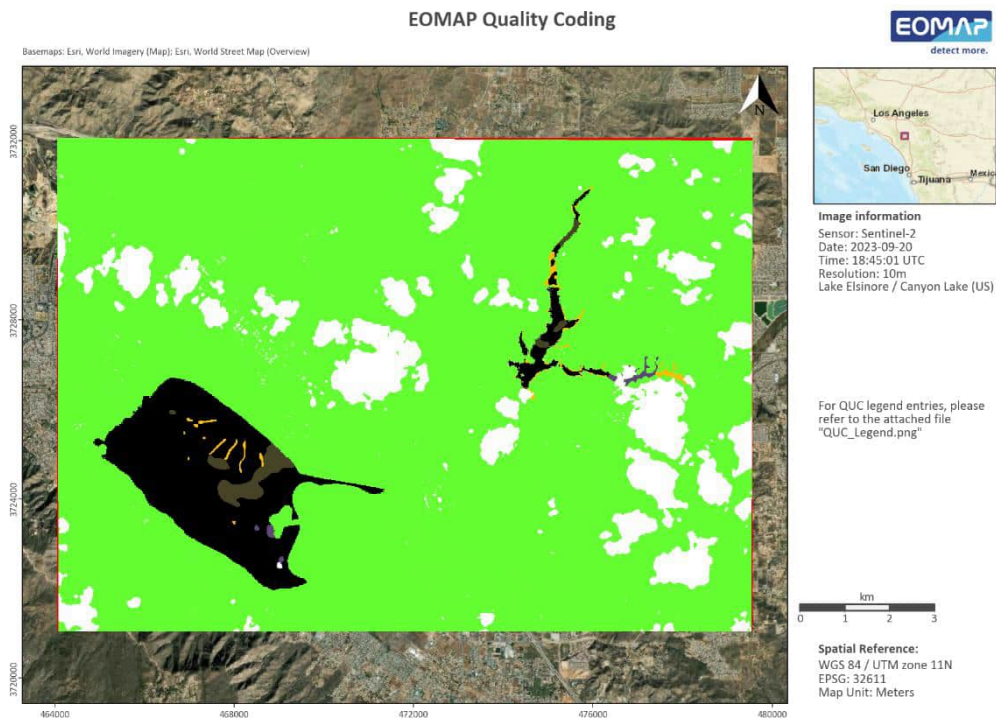 EOMAP Quality Coding
EOMAP
detect more.
Basemaps: Esri, World Imagery (Map); Esri, World Street Map (Overview)
3732000
3728000
3724000
3720000
464000
468000
472000
476000
480000
Los Angeles
San Diego
Tijuana
Mexic
Image information
Sensor: Sentinel-2
Date: 2023-09-20
Time: 18:45:01 UTC
Resolution: 10m
Lake Elsinore / Canyon Lake (US)
For QUC legend entries, please
refer to the attached file
"QUC_Legend.png"
km
0 1 2 3
Spatial Reference:
WGS 84 / UTM zone 11N
EPSG: 32611
Map Unit: Meters